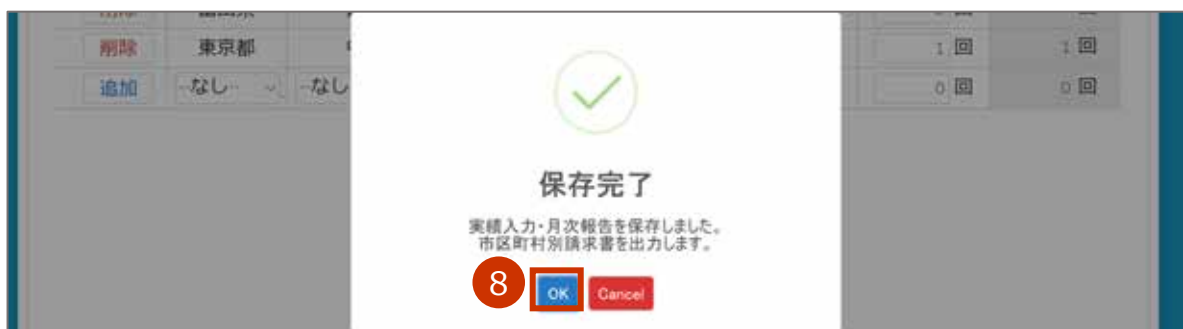 削除 東京都 1 回 1 回
追加 --なし-- --なし 0 回 0 回
保存完了
実績入力・月次報告を保存しました。
市区町村別請求書を出力します。
8 OK Cancel